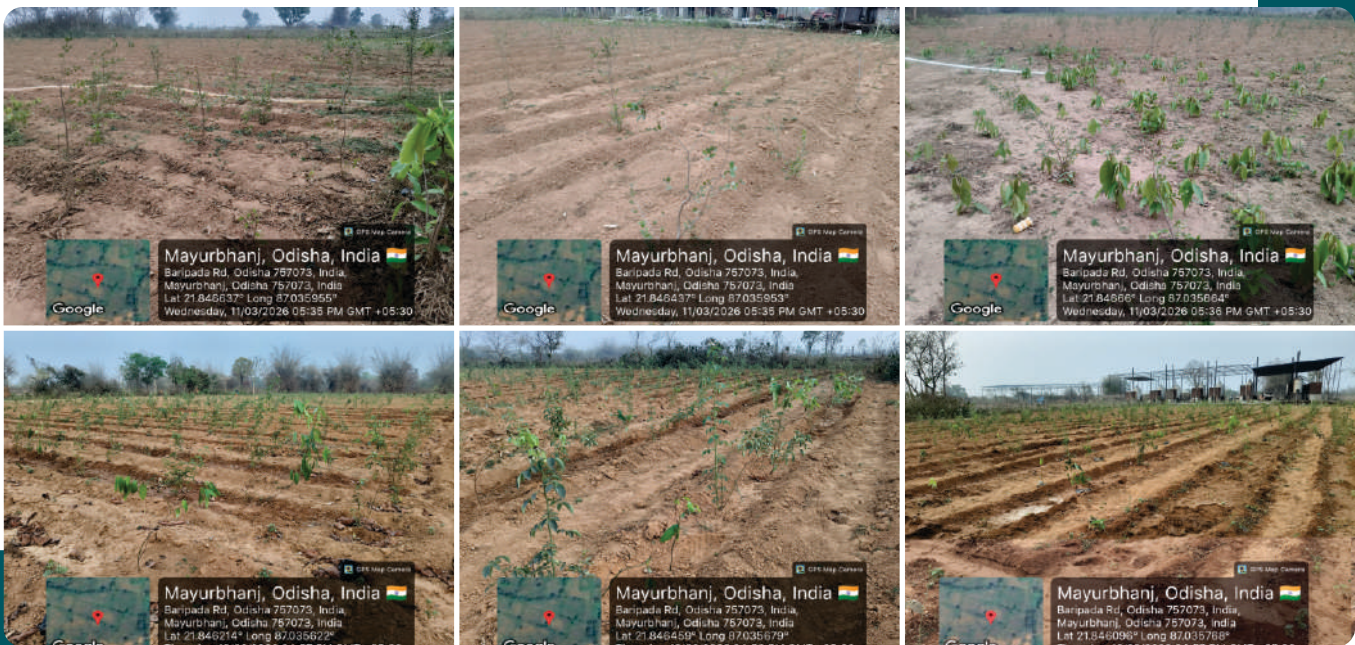 GPS Map Camera
Mayurbhanj, Odisha, India
Baripada Rd, Odisha 757073, India,
Mayurbhanj, Odisha 757073, India
Lat 21.846637° Long 87.035955°
Wednesday, 11/03/2026 05:35 PM GMT +05:30
Google
GPS Map Camera
Mayurbhanj, Odisha, India
Baripada Rd, Odisha 757073, India,
Mayurbhanj, Odisha 757073, India
Lat 21.846437° Long 87.035953°
Wednesday, 11/03/2026 05:35 PM GMT +05:30
Google
GPS Map Camera
Mayurbhanj, Odisha, India
Baripada Rd, Odisha 757073, India,
Mayurbhanj, Odisha 757073, India
Lat 21.84666° Long 87.035664°
Wednesday, 11/03/2026 05:36 PM GMT +05:30
Google
GPS Map Camera
Mayurbhanj, Odisha, India
Baripada Rd, Odisha 757073, India,
Mayurbhanj, Odisha 757073, India
Lat 21.846214° Long 87.035622°
GPS Map Camera
Mayurbhanj, Odisha, India
Baripada Rd, Odisha 757073, India,
Mayurbhanj, Odisha 757073, India
Lat 21.846459° Long 87.035679°
GPS Map Camera
Mayurbhanj, Odisha, India
Baripada Rd, Odisha 757073, India,
Mayurbhanj, Odisha 757073, India
Lat 21.846096° Long 87.035768°